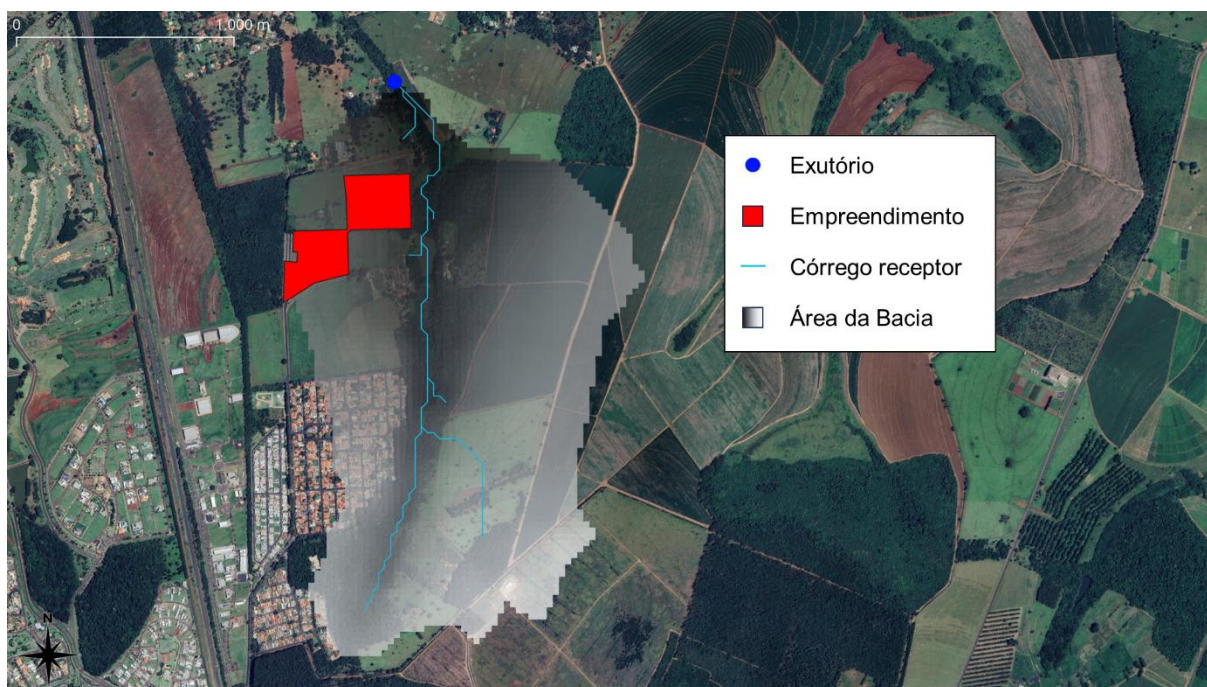 0
1.000 m
Exutório
Empreendimento
Córrego receptor
Área da Bacia
N